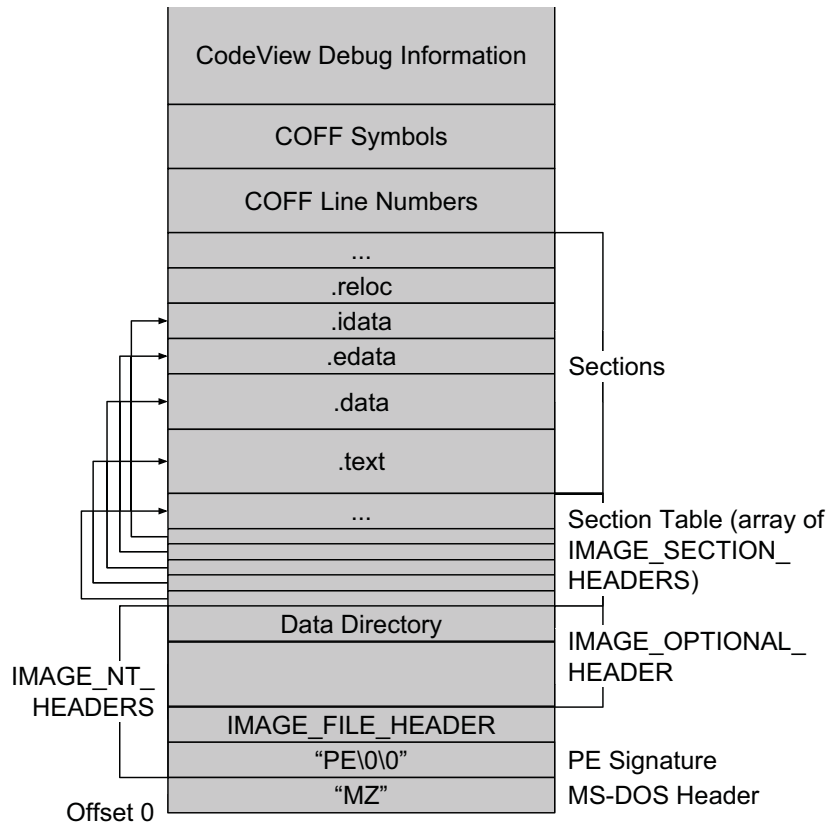 CodeView Debug Information
COFF Symbols
COFF Line Numbers
...
.reloc
.idata
.edata
.data
.text
...
Sections
Section Table (array of
IMAGE_SECTION_
HEADERS)
Data Directory
IMAGE_OPTIONAL_
HEADER
IMAGE_NT_
HEADERS
IMAGE_FILE_HEADER
“PE\0\0”
PE Signature
“MZ”
MS-DOS Header
Offset 0